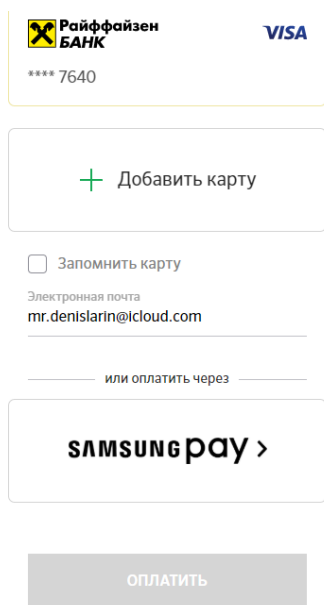 Райффайзен
БАНК
VISA
**** 7640
Добавить карту
Запомнить карту
Электронная почта
mr.denislarin@icloud.com
или оплатить через
SAMSUNG pay
ОПЛАТИТЬ